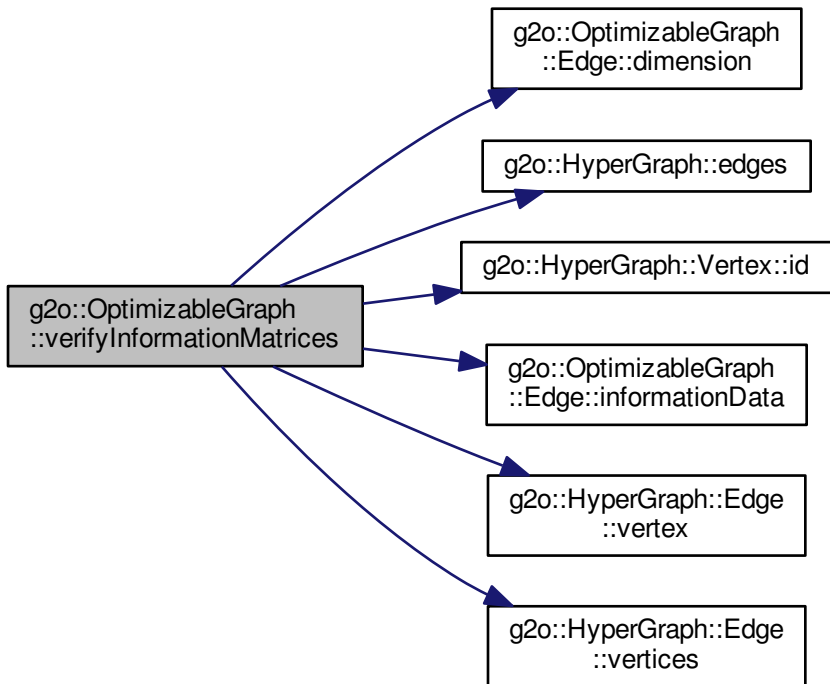 g2o::OptimizableGraph
::Edge::dimension
g2o::HyperGraph::edges
g2o::HyperGraph::Vertex::id
g2o::OptimizableGraph
::verifyInformationMatrices
g2o::OptimizableGraph
::Edge::informationData
g2o::HyperGraph::Edge
::vertex
g2o::HyperGraph::Edge
::vertices